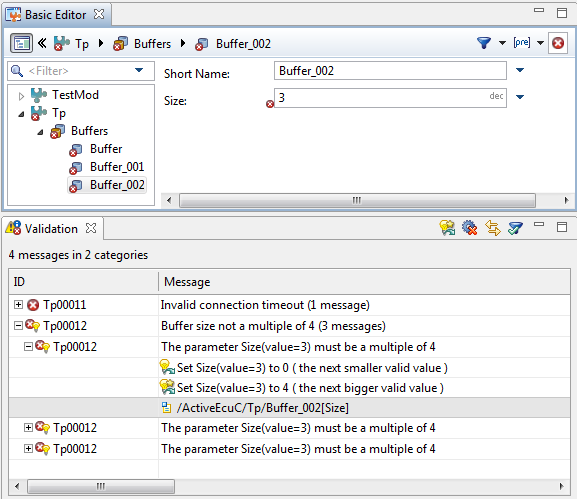 Basic Editor
Tp Buffers Buffer_002 [pre]
<Filter>
Short Name: Buffer_002
Size: 3 dec
TestMod
Tp
Buffers
Buffer
Buffer_001
Buffer_002
Validation
4 messages in 2 categories
ID Message
Tp00011 Invalid connection timeout (1 message)
Tp00012 Buffer size not a multiple of 4 (3 messages)
Tp00012 The parameter Size(value=3) must be a multiple of 4
Set Size(value=3) to 0 ( the next smaller valid value )
Set Size(value=3) to 4 ( the next bigger valid value )
/ActiveEcuC/Tp/Buffer_002[Size]
Tp00012 The parameter Size(value=3) must be a multiple of 4
Tp00012 The parameter Size(value=3) must be a multiple of 4